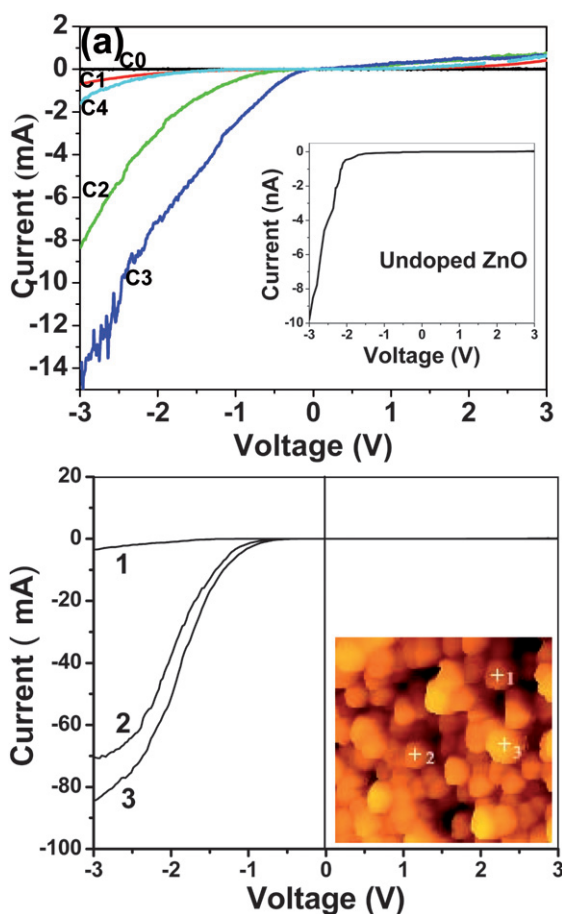 (a)
C0
C1
C4
C2
C3
2
0
-2
-4
-6
-8
-10
-12
-14
Current (mA)
-3 -2 -1 0 1 2 3
Voltage (V)
0
-2
-4
-6
-8
-10
Current (nA)
Undoped ZnO
-3 -2 -1 0 1 2 3
Voltage (V)
20
0
-20
-40
-60
-80
-100
Current ( mA)
1
2
3
+1
+2
+3
-3 -2 -1 0 1 2 3
Voltage (V)